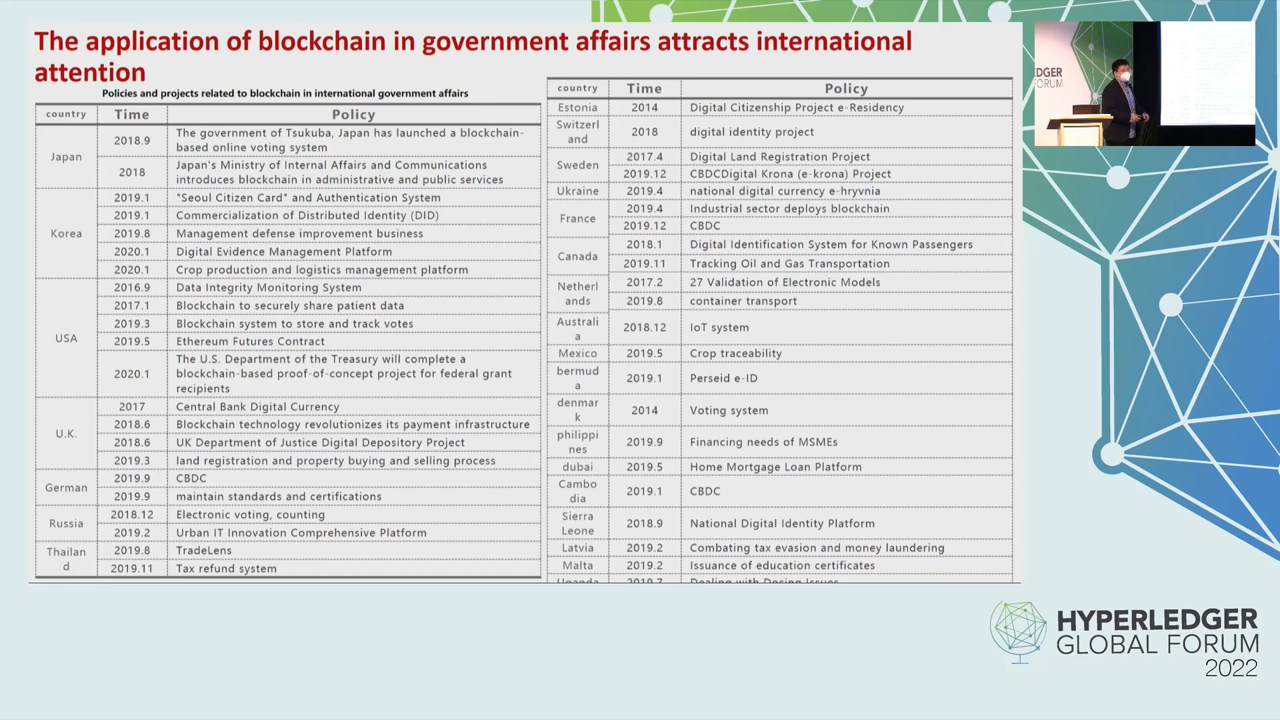 The application of blockchain in government affairs attracts international
attention
Policies and projects related to blockchain in international government affairs
country Time Policy
Japan
2018.9 The government of Tsukuba, Japan has launched a blockchain-
based online voting system
2018 Japan's Ministry of Internal Affairs and Communications
introduces blockchain in administrative and public services
Korea
2019.1 "Seoul Citizen Card" and Authentication System
2019.1 Commercialization of Distributed Identity (DID)
2019.8 Management defense improvement business
2020.1 Digital Evidence Management Platform
2020.1 Crop production and logistics management platform
USA
2016.9 Data Integrity Monitoring System
2017.1 Blockchain to securely share patient data
2019.3 Blockchain system to store and track votes
2019.5 Ethereum Futures Contract
2020.1 The U.S. Department of the Treasury will complete a
blockchain-based proof-of-concept project for federal grant
recipients
U.K.
2017 Central Bank Digital Currency
2018.6 Blockchain technology revolutionizes its payment infrastructure
2018.6 UK Department of Justice Digital Depository Project
2019.3 land registration and property buying and selling process
German
2019.9 CBDC
2019.9 maintain standards and certifications
Russia
2018.12 Electronic voting, counting
2019.2 Urban IT Innovation Comprehensive Platform
Thailan
d
2019.8 TradeLens
2019.11 Tax refund system
country Time Policy
Estonia 2014 Digital Citizenship Project e-Residency
Switzerl
and
2018 digital identity project
Sweden
2017.4 Digital Land Registration Project
2019.12 CBDCDigital Krona (e-krona) Project
Ukraine 2019.4 national digital currency e-hryvnia
France
2019.4 Industrial sector deploys blockchain
2019.12 CBDC
Canada
2018.1 Digital Identification System for Known Passengers
2019.11 Tracking Oil and Gas Transportation
Netherl
ands
2017.2 27 Validation of Electronic Models
2019.8 container transport
Australi
a
2018.12 IoT system
Mexico 2019.5 Crop traceability
bermud
a
2019.1 Perseid e-ID
denmar
k
2014 Voting system
philippi
nes
2019.9 Financing needs of MSMEs
dubai 2019.5 Home Mortgage Loan Platform
Cambo
dia
2019.1 CBDC
Sierra
Leone
2018.9 National Digital Identity Platform
Latvia 2019.2 Combating tax evasion and money laundering
Malta 2019.2 Issuance of education certificates
Uganda 2019.7 Dealing with Dosing Issues
DGER
FORUM
HYPERLEDGER
GLOBAL FORUM
2022